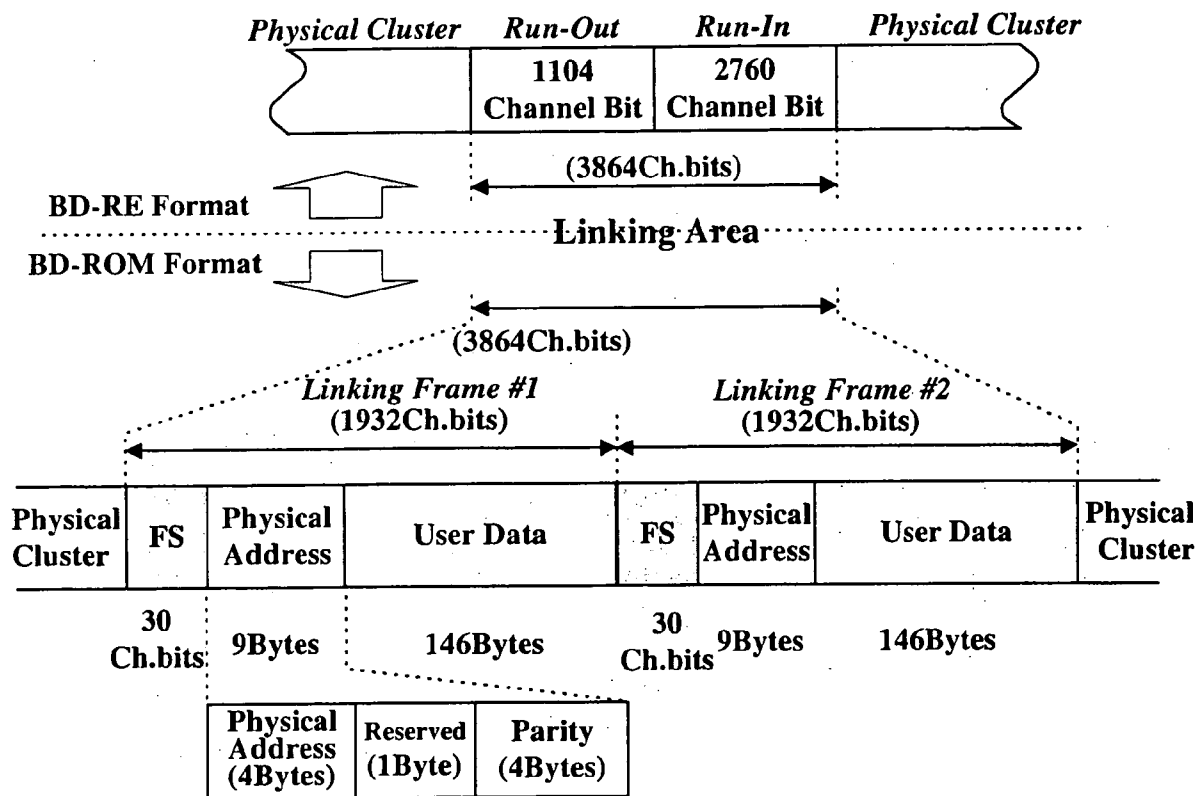 Physical Cluster Run-Out Run-In Physical Cluster
1104
Channel Bit
2760
Channel Bit
(3864Ch.bits)
BD-RE Format
Linking Area
BD-ROM Format
(3864Ch.bits)
Linking Frame #1
(1932Ch.bits)
Linking Frame #2
(1932Ch.bits)
Physical
Cluster
FS
Physical
Address
User Data
FS
Physical
Address
User Data
Physical
Cluster
30
Ch.bits
9Bytes
146Bytes
30
Ch.bits
9Bytes
146Bytes
Physical
Address
(4Bytes)
Reserved
(1Byte)
Parity
(4Bytes)